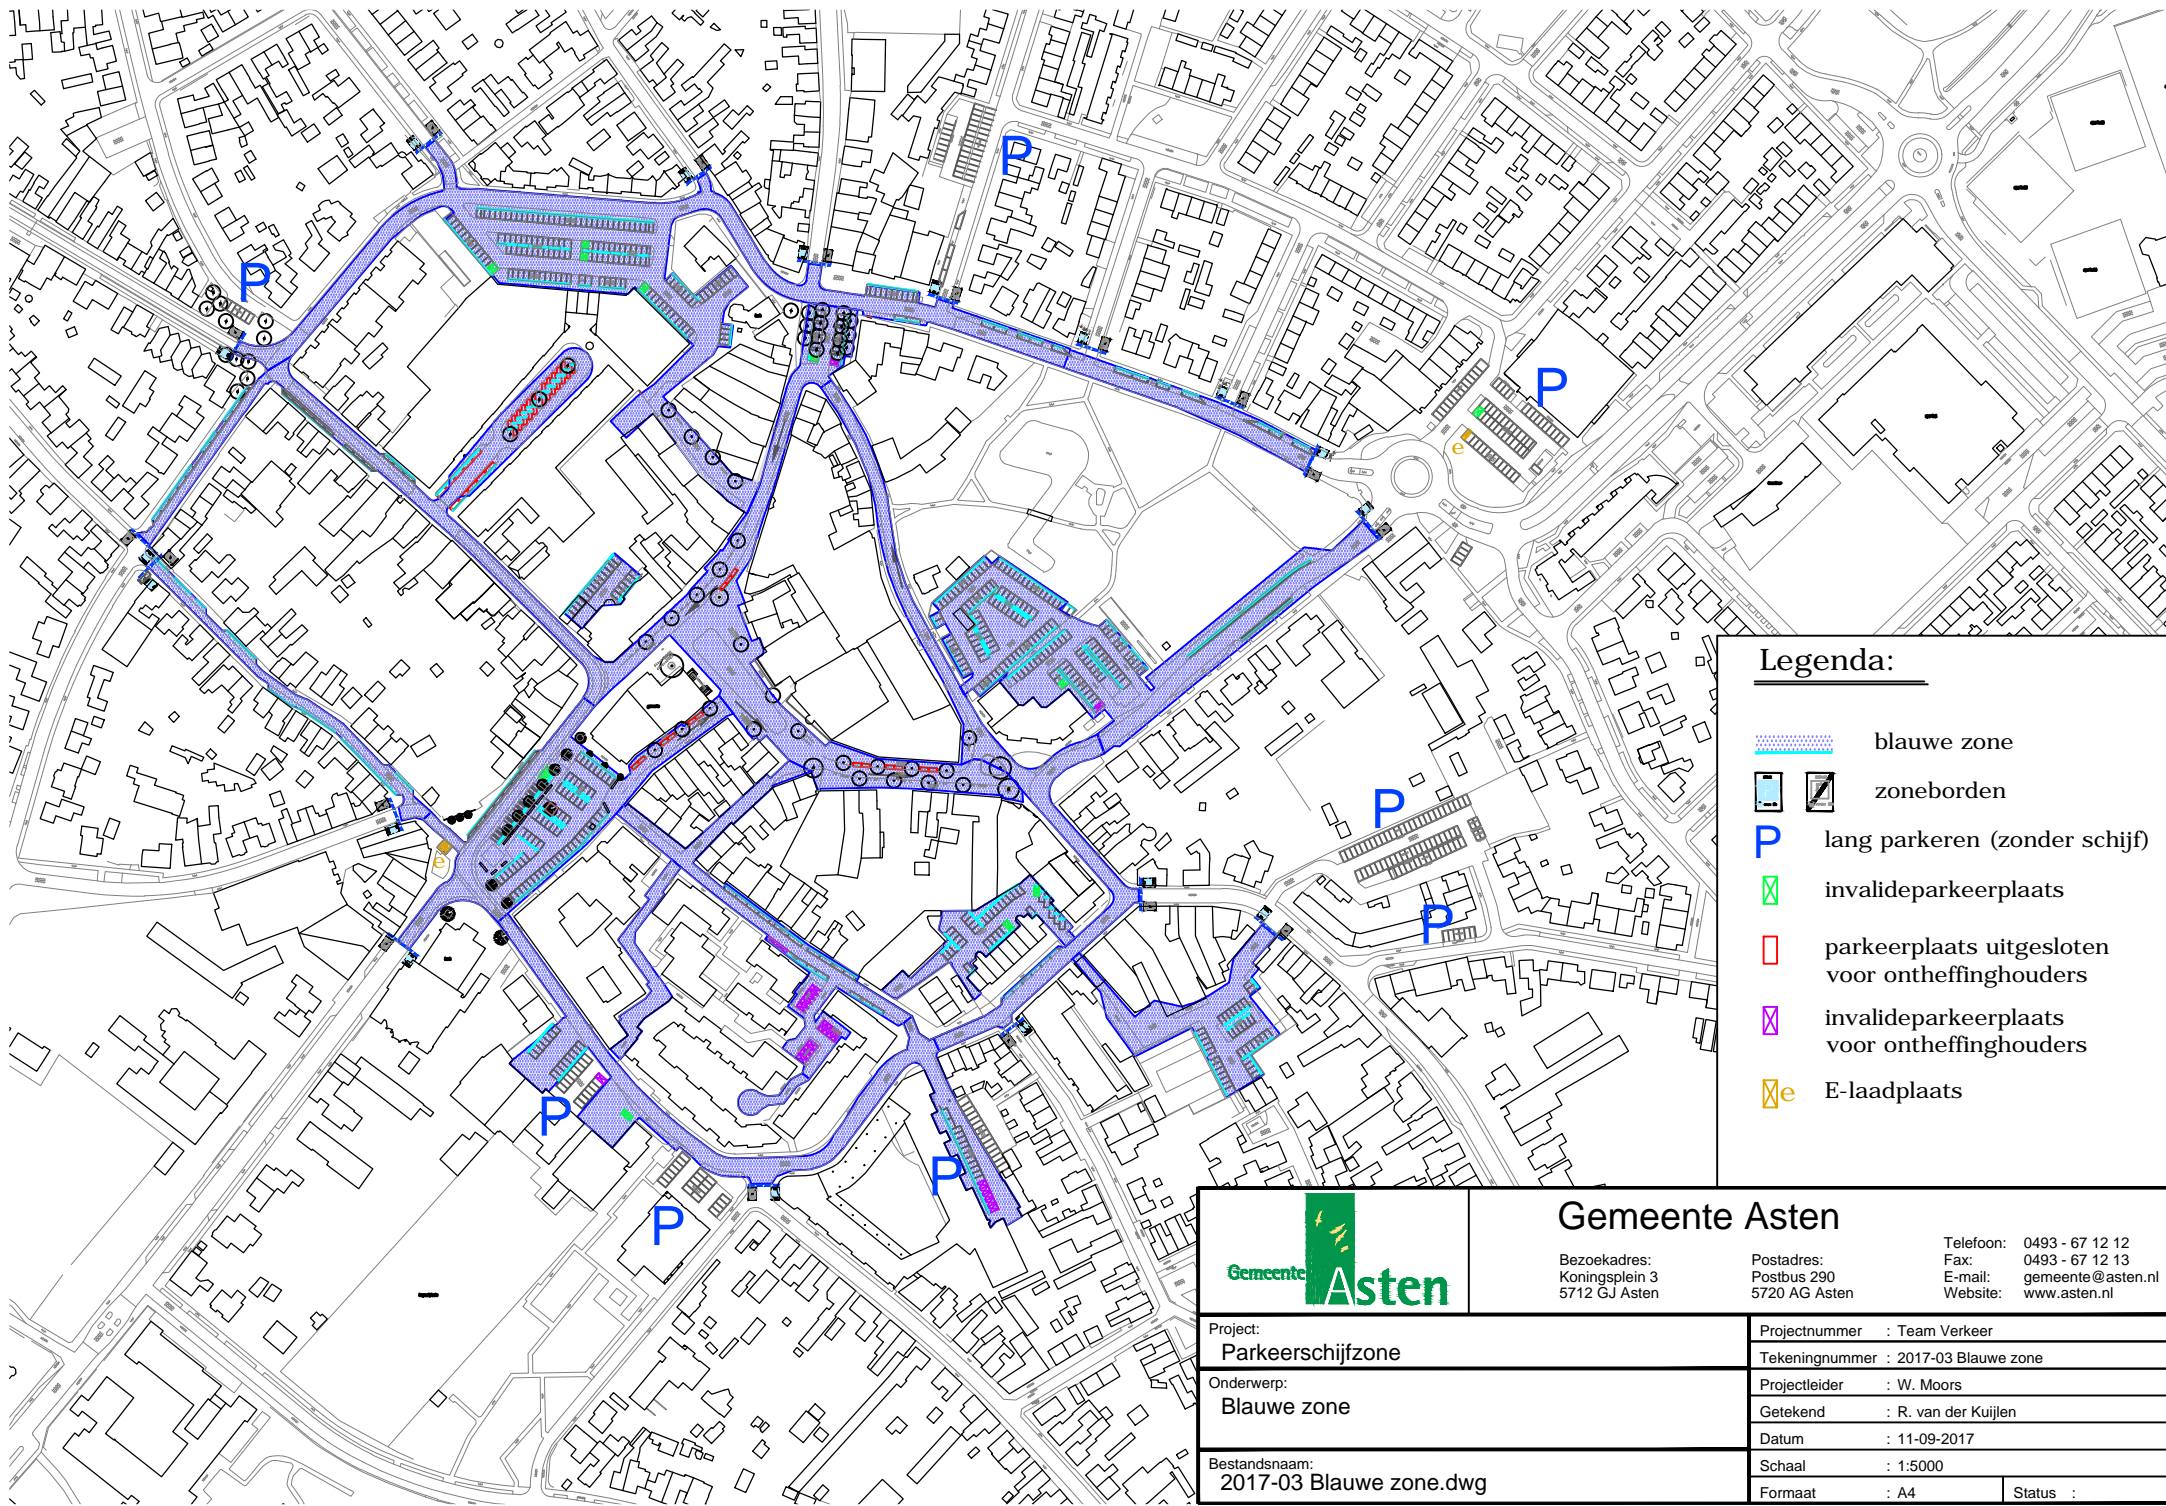 P
P
P
e
P
P
e
P
P
P
Legenda:
blauwe zone
zoneborden
P lang parkeren (zonder schijf)
invalideparkeerplaats
parkeerplaats uitgesloten
voor ontheffinghouders
invalideparkeerplaats
voor ontheffinghouders
e E-laadplaats
Gemeente Asten
Gemeente Asten
Bezoekadres:
Koningsplein 3
5712 GJ Asten
Postadres:
Postbus 290
5720 AG Asten
Telefoon: 0493 - 67 12 12
Fax: 0493 - 67 12 13
E-mail: gemeente@asten.nl
Website: www.asten.nl
Project:
Parkeerschijfzone
Onderwerp:
Blauwe zone
Bestandsnaam:
2017-03 Blauwe zone.dwg
Projectnummer : Team Verkeer
Tekeningnummer : 2017-03 Blauwe zone
Projectleider : W. Moors
Getekend : R. van der Kuijlen
Datum : 11-09-2017
Schaal : 1:5000
Formaat : A4 Status :